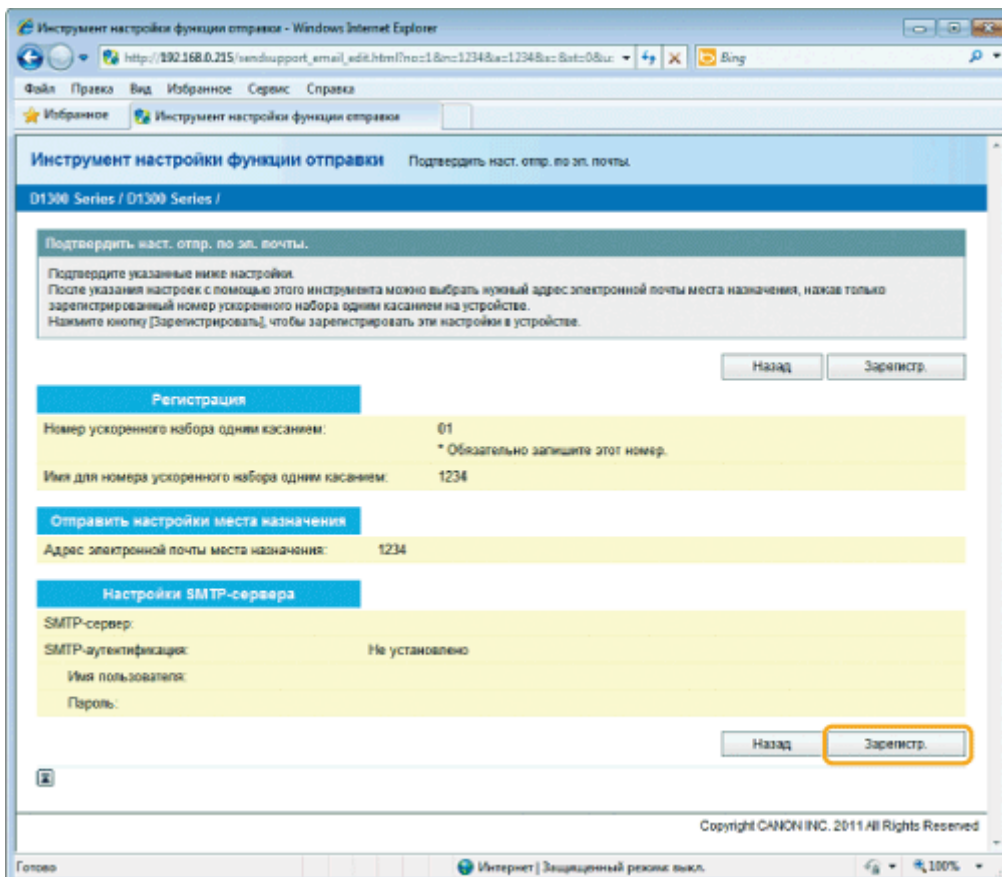 Инструмент настройки функции отправки - Windows Internet Explorer
http://192.168.0.215/sendsupport_email_edit.html?no=1&n=1234&a=1234&s=&at=0&u:
Bing
Файл Правка Вид Избранное Сервис Справка
Избранное Инструмент настройки функции отправки
Инструмент настройки функции отправки Подтвердить наст. отпр. по эл. почты.
D1300 Series / D1300 Series /
Подтвердить наст. отпр. по эл. почты.
Подтвердите указанные ниже настройки.
После указания настроек с помощью этого инструмента можно выбрать нужный адрес электронной почты места назначения, нажав только
зарегистрированный номер ускоренного набора одним касанием на устройстве.
Нажмите кнопку [Зарегистрировать], чтобы зарегистрировать эти настройки в устройстве.
Назад Зарегистр.
Регистрация
Номер ускоренного набора одним касанием: 01
* Обязательно запишите этот номер.
Имя для номера ускоренного набора одним касанием: 1234
Отправить настройки места назначения
Адрес электронной почты места назначения: 1234
Настройки SMTP-сервера
SMTP-сервер:
SMTP-аутентификация: Не установлено
Имя пользователя:
Пароль:
Назад Зарегистр.
Copyright CANON INC. 2011 All Rights Reserved
Готово Интернет | Защищенный режим: выкл. 100%